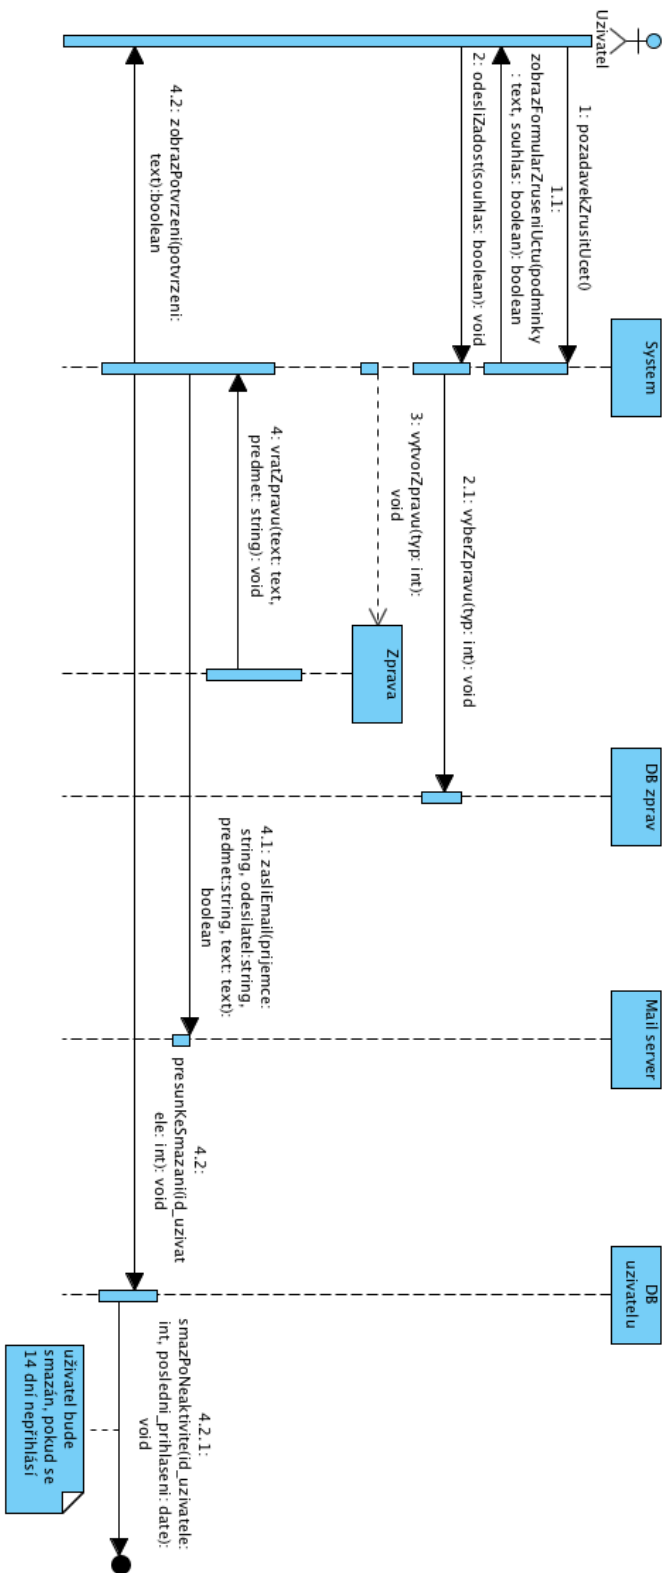 Uzivatel
System
Zprava
DB zprav
Mail server
DB
uzivatelu
1: pozadavekZrusitUcet()
1.1:
zobrazFormularZruseniUctu(podminky
: text, souhlas: boolean): boolean
2: odesliZadost(souhlas: boolean): void
2.1: vyberZpravu(typ: int): void
3: vytvorZpravu(typ: int):
void
4: vratZpravu(text: text,
predmet: string): void
4.1: zasliEmail(prijemce:
string, odesilatel:string,
predmet:string, text: text):
boolean
4.2: zobrazPotvrzeni(potvrzeni:
text):boolean
4.2:
presunKeSmazani(id_uzivat
ele: int): void
4.2.1:
smazPoNeaktivite(id_uzivatele:
int, posledni_prihlaseni: date):
void
uživatel bude
smazán, pokud se
14 dní nepřihlásí